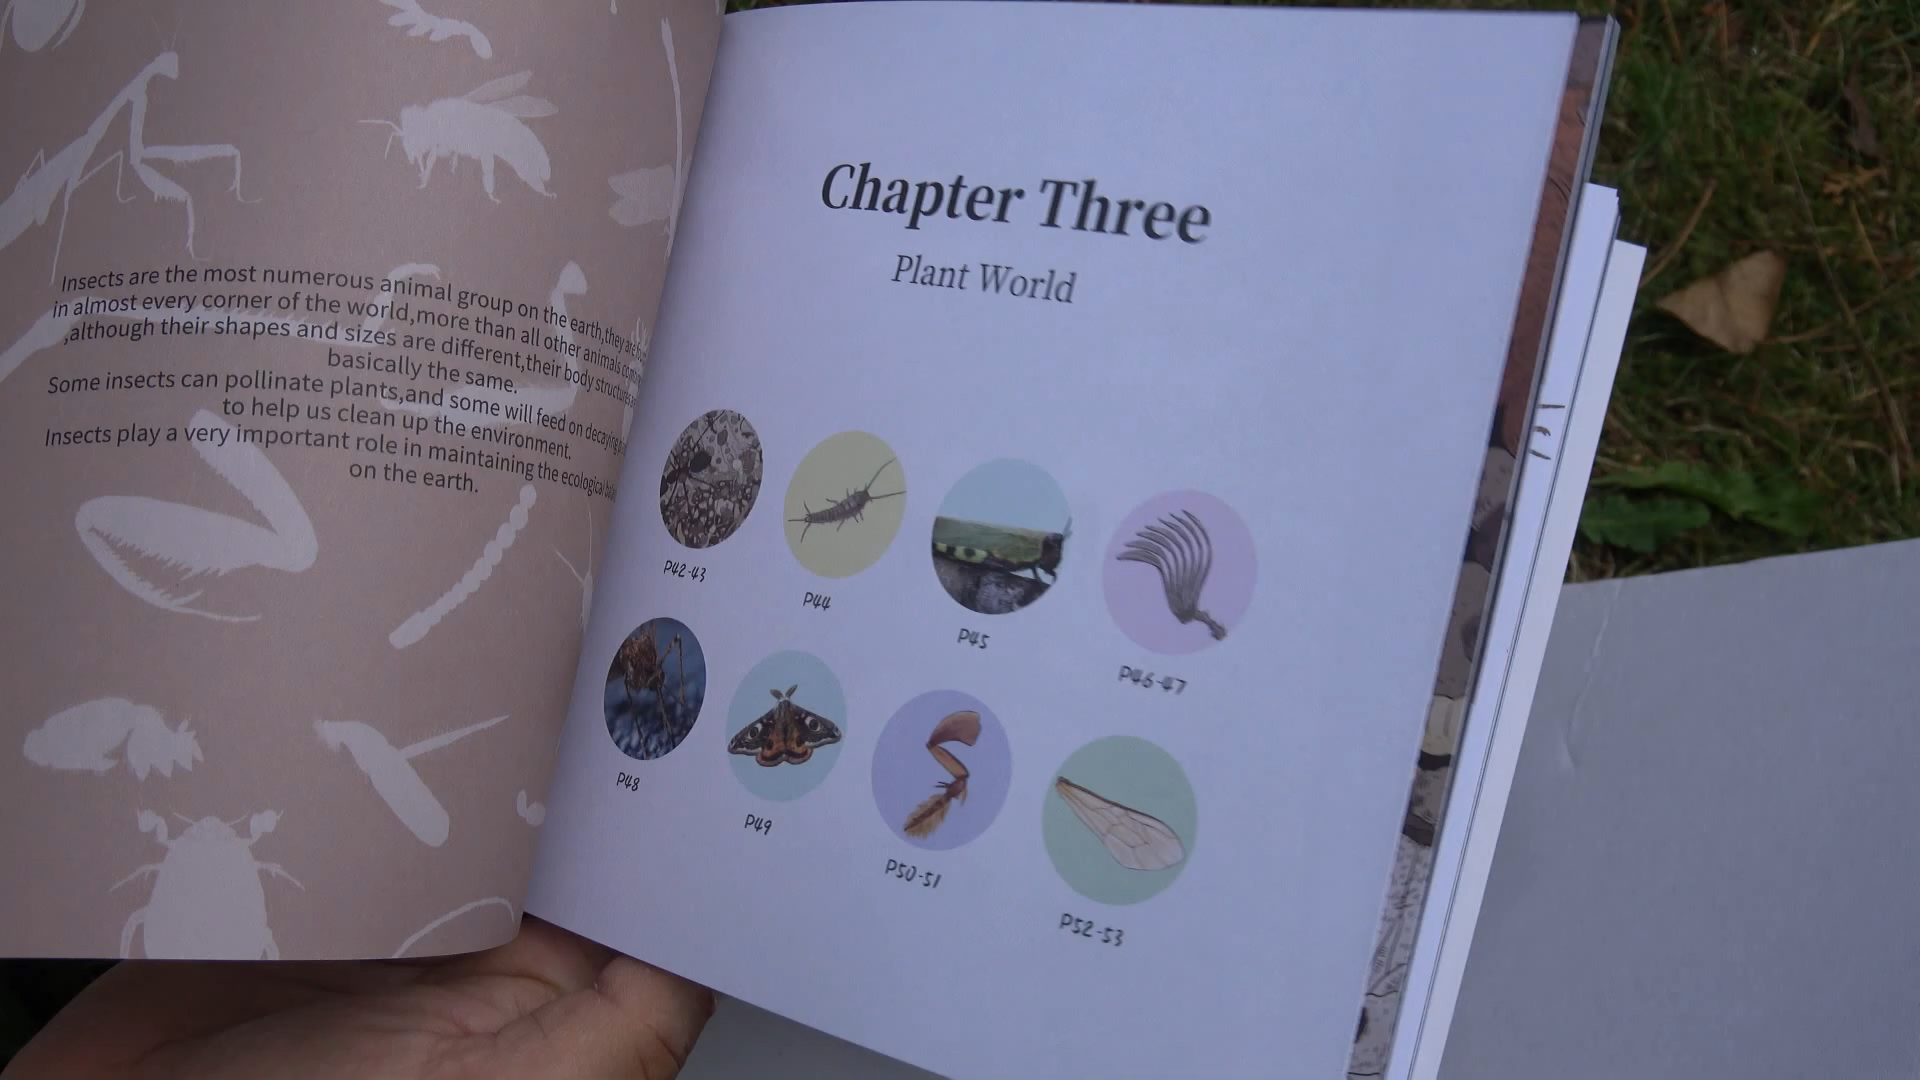 Insects are the most numerous animal group on the earth,they are
in almost every corner of the world,more than all other animals
,although their shapes and sizes are different,their body structures
basically the same.
Some insects can pollinate plants,and some will feed on decaying
to help us clean up the environment.
Insects play a very important role in maintaining the ecological
on the earth.
Chapter Three
Plant World
P42-43
P44
P45
P46-47
P48
P49
P50-51
P52-53